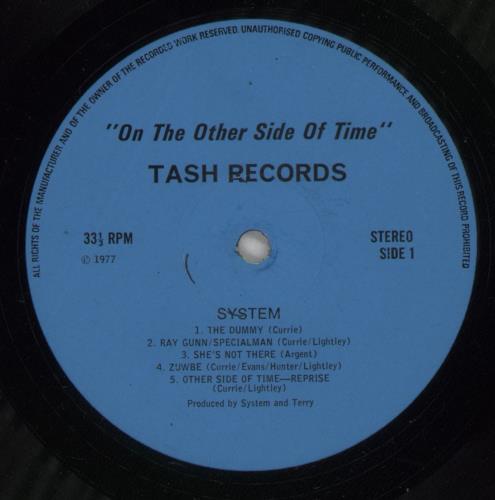 ALL RIGHTS OF THE MANUFACTURER AND OF THE OWNER OF THE RECORDED WORK RESERVED. UNAUTHORISED COPYING PUBLIC PERFORMANCE AND BROADCASTING OF THIS RECORD PROHIBITED
"On The Other Side Of Time"
TASH RECORDS
33⅓ RPM
© 1977
STEREO
SIDE 1
SYSTEM
1. THE DUMMY (Currie)
2. RAY GUNN/SPECIALMAN (Currie/Lightley)
3. SHE'S NOT THERE (Argent)
4. ZUWBE (Currie/Evans/Hunter/Lightley)
5. OTHER SIDE OF TIME—REPRISE
(Currie/Lightley)
Produced by System and Terry